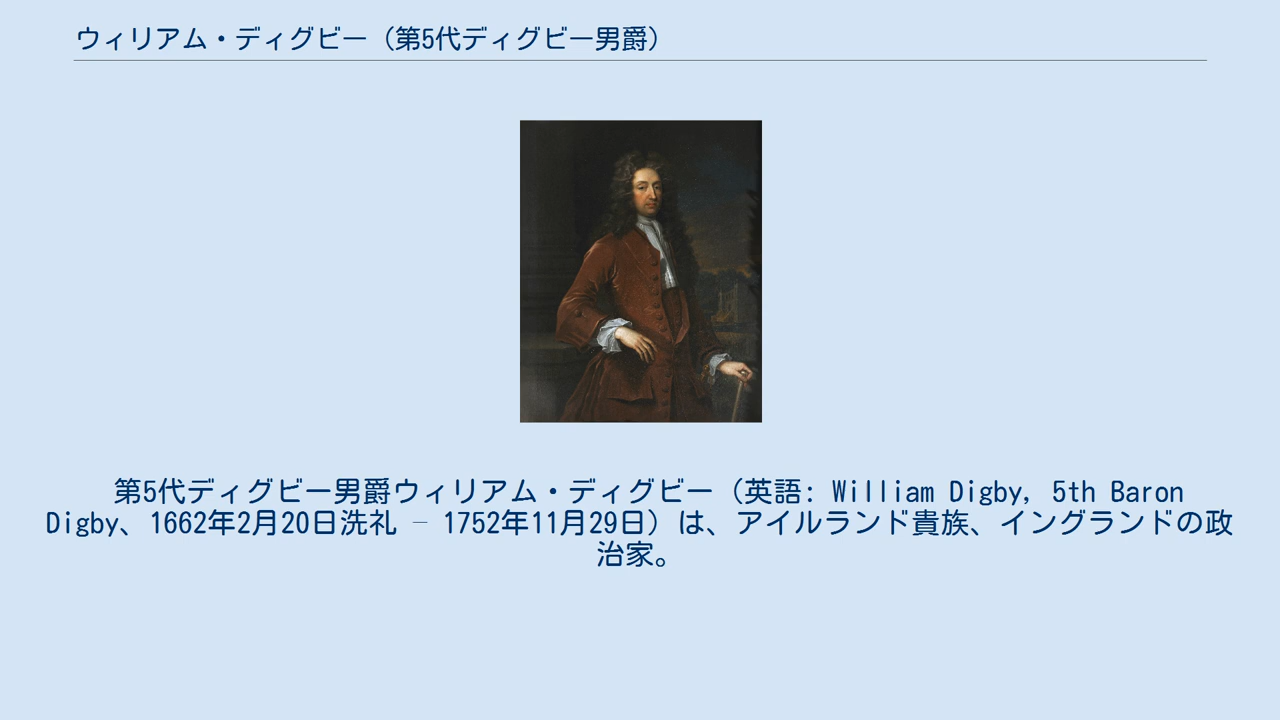 ウィリアム・ディグビー（第5代ディグビー男爵）
第5代ディグビー男爵ウィリアム・ディグビー（英語: William Digby, 5th Baron
Digby、1662年2月20日洗礼 – 1752年11月29日）は、アイルランド貴族、イングランドの政
治家。